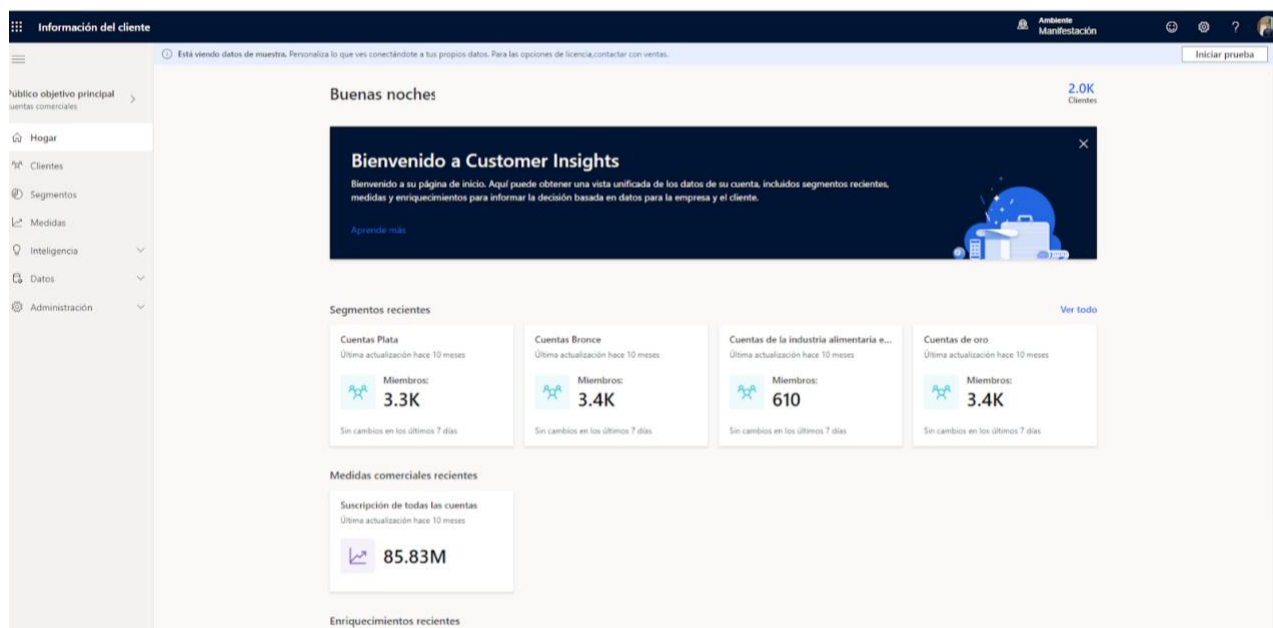 Información del cliente
Ambiente
Manifestación
?
Está viendo datos de muestra. Personaliza lo que ves conectándote a tus propios datos. Para las opciones de licencia,contactar con ventas.
Iniciar prueba
Público objetivo principal
cuentas comerciales
Hogar
Clientes
Segmentos
Medidas
Inteligencia
Datos
Administración
Buenas noches
2.0K
Clientes
Bienvenido a Customer Insights
Bienvenido a su página de inicio. Aquí puede obtener una vista unificada de los datos de su cuenta, incluidos segmentos recientes,
medidas y enriquecimientos para informar la decisión basada en datos para la empresa y el cliente.
Aprende más
Segmentos recientes
Ver todo
Cuentas Plata
Última actualización hace 10 meses
Miembros:
3.3K
Sin cambios en los últimos 7 días
Cuentas Bronce
Última actualización hace 10 meses
Miembros:
3.4K
Sin cambios en los últimos 7 días
Cuentas de la industria alimentaria e...
Última actualización hace 10 meses
Miembros:
610
Sin cambios en los últimos 7 días
Cuentas de oro
Última actualización hace 10 meses
Miembros:
3.4K
Sin cambios en los últimos 7 días
Medidas comerciales recientes
Suscripción de todas las cuentas
Última actualización hace 10 meses
85.83M
Enriquecimientos recientes